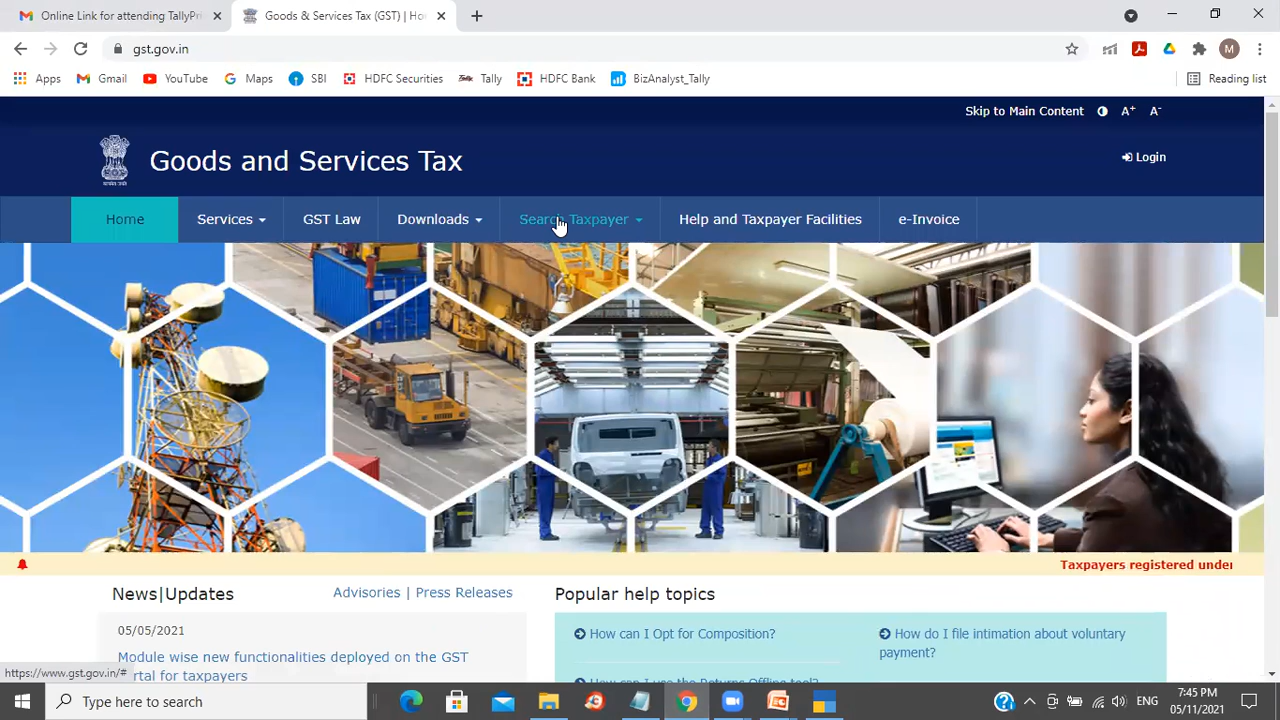 Online Link for attending TallyPri
Goods & Services Tax (GST) | Ho
gst.gov.in
M
Apps
Gmail
YouTube
Maps
SBI
HDFC Securities
Tally
HDFC Bank
BizAnalyst_Tally
Reading list
Skip to Main Content
A+
A-
Goods and Services Tax
Login
Home
Services
GST Law
Downloads
Search Taxpayer
Help and Taxpayer Facilities
e-Invoice
Taxpayers registered under
News|Updates
Advisories | Press Releases
05/05/2021
Module wise new functionalities deployed on the GST
portal for taxpayers
Popular help topics
How can I Opt for Composition?
How do I file intimation about voluntary
payment?
How can I use the Returns Offline tool?
https://www.gst.gov.in/#
Type here to search
ENG
7:45 PM
05/11/2021